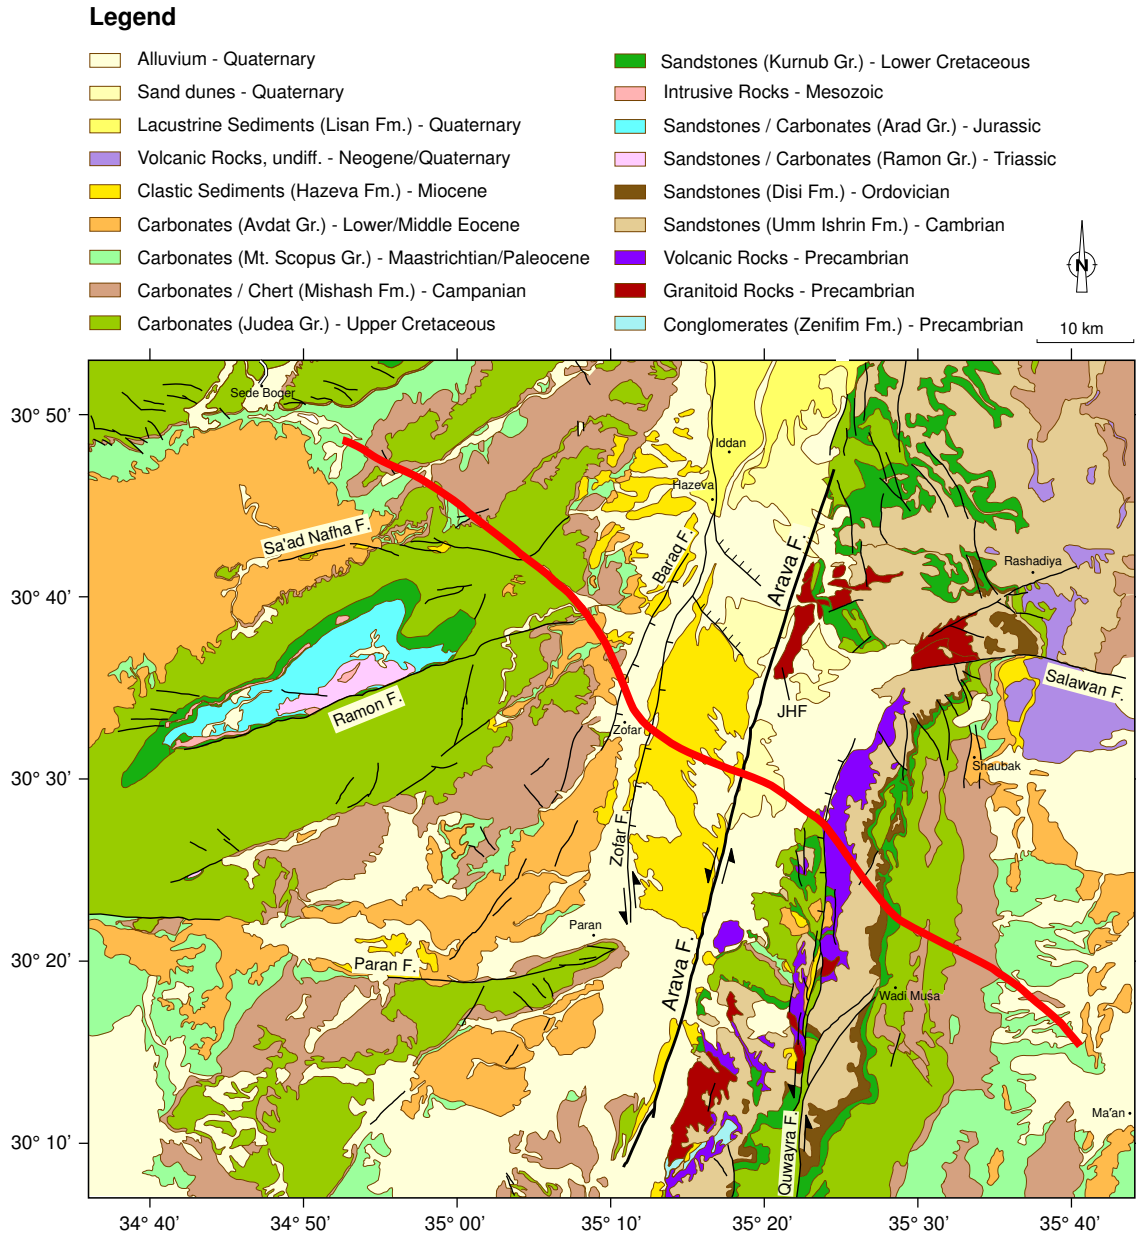 Legend
Alluvium - Quaternary
Sand dunes - Quaternary
Lacustrine Sediments (Lisan Fm.) - Quaternary
Volcanic Rocks, undiff. - Neogene/Quaternary
Clastic Sediments (Hazeva Fm.) - Miocene
Carbonates (Avdat Gr.) - Lower/Middle Eocene
Carbonates (Mt. Scopus Gr.) - Maastrichtian/Paleocene
Carbonates / Chert (Mishash Fm.) - Campanian
Carbonates (Judea Gr.) - Upper Cretaceous
Sandstones (Kurnub Gr.) - Lower Cretaceous
Intrusive Rocks - Mesozoic
Sandstones / Carbonates (Arad Gr.) - Jurassic
Sandstones / Carbonates (Ramon Gr.) - Triassic
Sandstones (Disi Fm.) - Ordovician
Sandstones (Umm Ishrin Fm.) - Cambrian
Volcanic Rocks - Precambrian
Granitoid Rocks - Precambrian
Conglomerates (Zenifim Fm.) - Precambrian
N
10 km
30° 50'
30° 40'
30° 30'
30° 20'
30° 10'
Sede Boqer
Iddan
Hazeva
Sa'ad Nafha F.
Baraq F.
Arava F.
Rashadiya
Ramon F.
Salawan F.
JHF
Zofar
Shaubak
Zofar F.
Paran
Paran F.
Arava F.
Wadi Musa
Quwayra F.
Ma'an
34° 40'
34° 50'
35° 00'
35° 10'
35° 20'
35° 30'
35° 40'